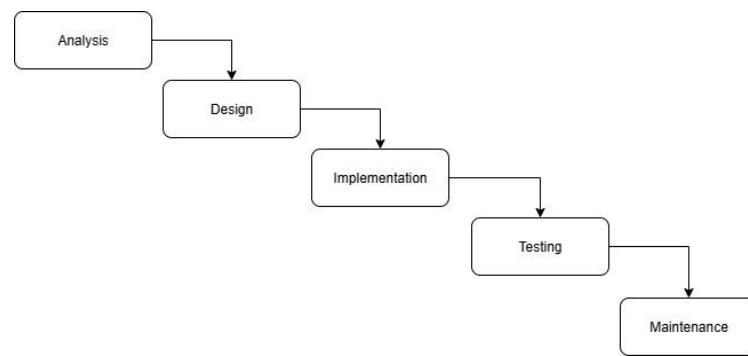 Analysis
Design
Implementation
Testing
Maintenance